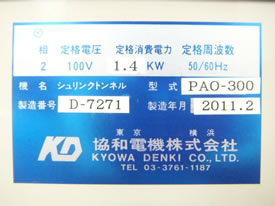 相 定格電圧 定格消費電力 定格周波数
2 100V 1.4 KW 50/60Hz
機名 シュリンクトンネル 型式 PAO-300
製造番号 D-7271 製造年月 2011.2
東京 横浜
KD 協和電機株式会社
KYOWA DENKI CO., LTD.
TEL 03-3761-1187